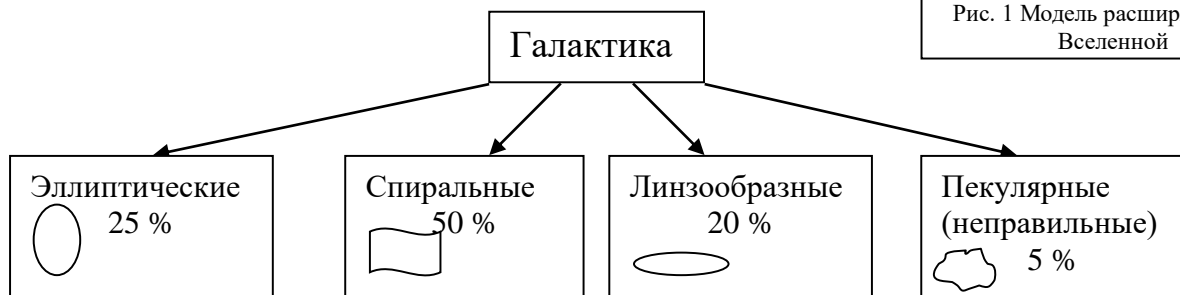 Рис. 1 Модель расшир
Вселенной
Галактика
Эллиптические
25 %
Спиральные
50 %
Линзообразные
20 %
Пекулярные
(неправильные)
5 %